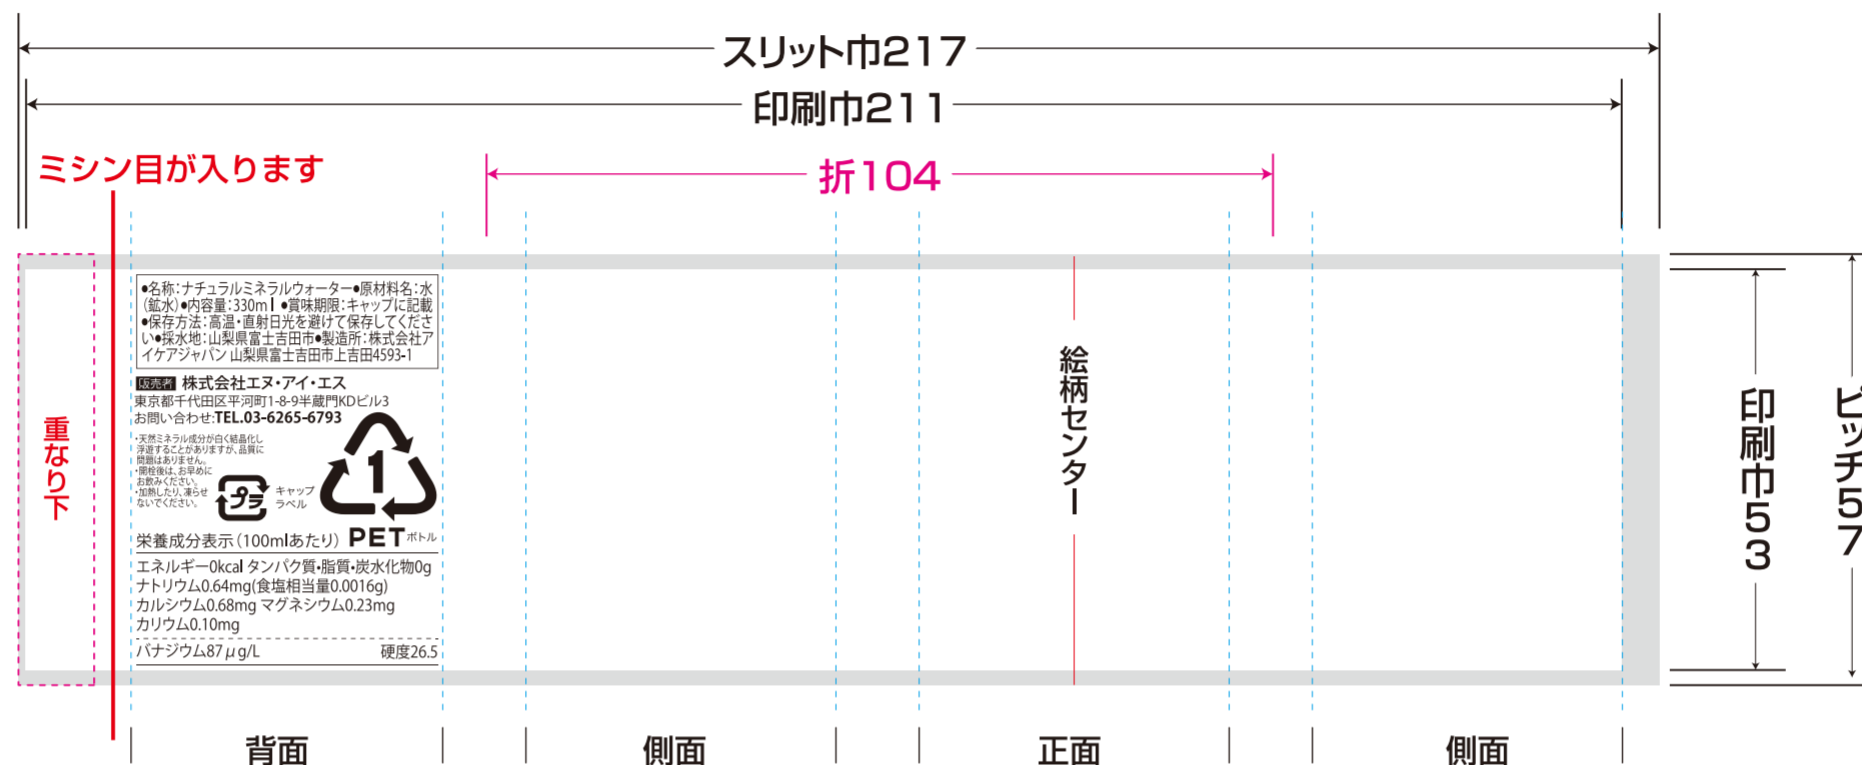 スリット巾217
印刷巾211
ミシン目が入ります
折104
●名称:ナチュラルミネラルウォーター●原材料名:水
(鉱水)●内容量:330ml ●賞味期限:キャップに記載
●保存方法:高温・直射日光を避けて保存してくださ
い●採水地:山梨県富士吉田市●製造所:株式会社ア
イケアジャパン 山梨県富士吉田市上吉田4593-1
販売者 株式会社エヌ・アイ・エス
東京都千代田区平河町1-8-9半蔵門KDビル3
お問い合わせ:TEL.03-6265-6793
・天然ミネラル成分が白く結晶化し
浮遊することがありますが、品質に
問題はありません。
・開栓後は、お早めに
お飲みください。
・加熱したり、凍らせ
ないでください。
プラ
キャップ
ラベル
1
PETボトル
栄養成分表示(100mlあたり)
エネルギー0kcal タンパク質・脂質・炭水化物0g
ナトリウム0.64mg(食塩相当量0.0016g)
カルシウム0.68mg マグネシウム0.23mg
カリウム0.10mg
バナジウム87μg/L 硬度26.5
重なり下
絵柄センター
印刷巾53
ピッチ57
背面
側面
正面
側面